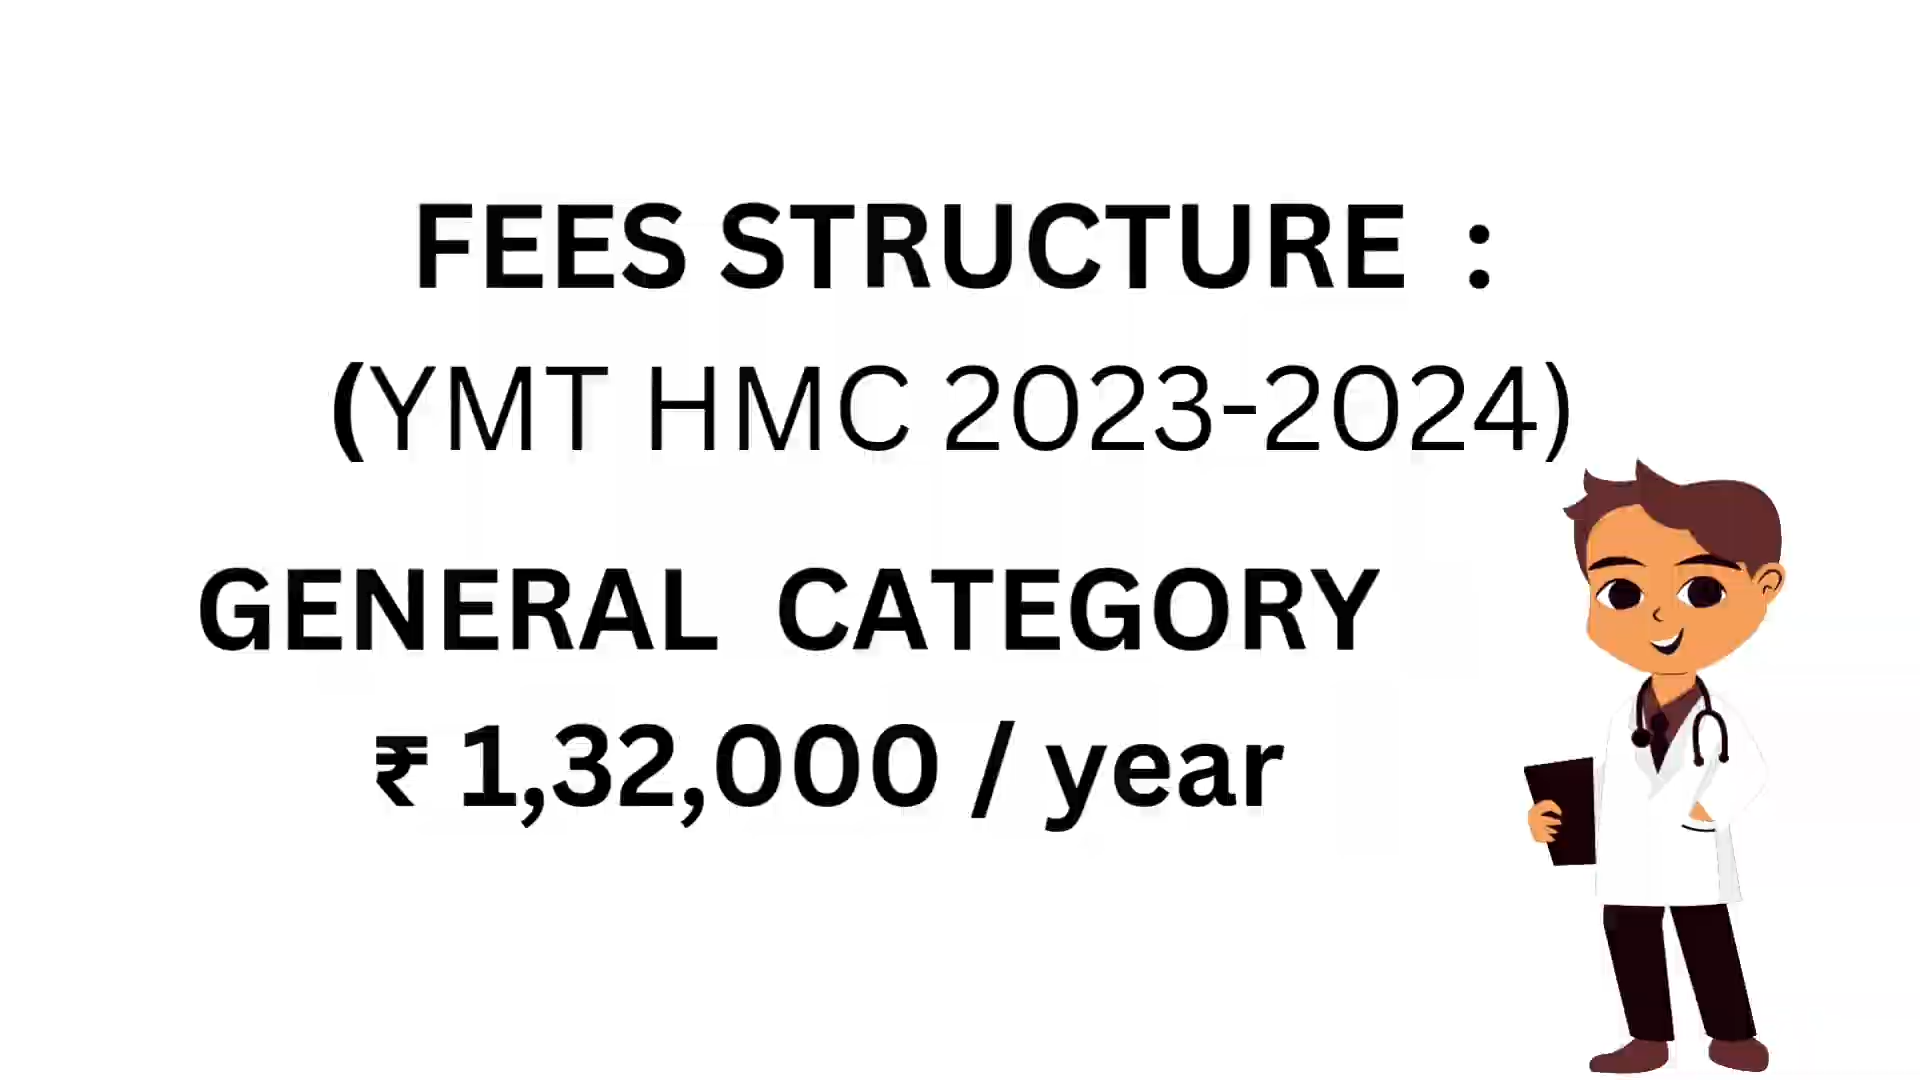 FEES STRUCTURE :
(YMT HMC 2023-2024)
GENERAL CATEGORY
₹ 1,32,000 / year